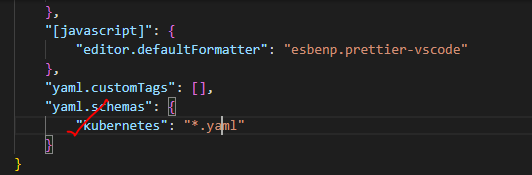 },
"[javascript]": {
"editor.defaultFormatter": "esbenp.prettier-vscode"
},
"yaml.customTags": [],
"yaml.schemas": {
"kubernetes": "*.yaml"
}
}